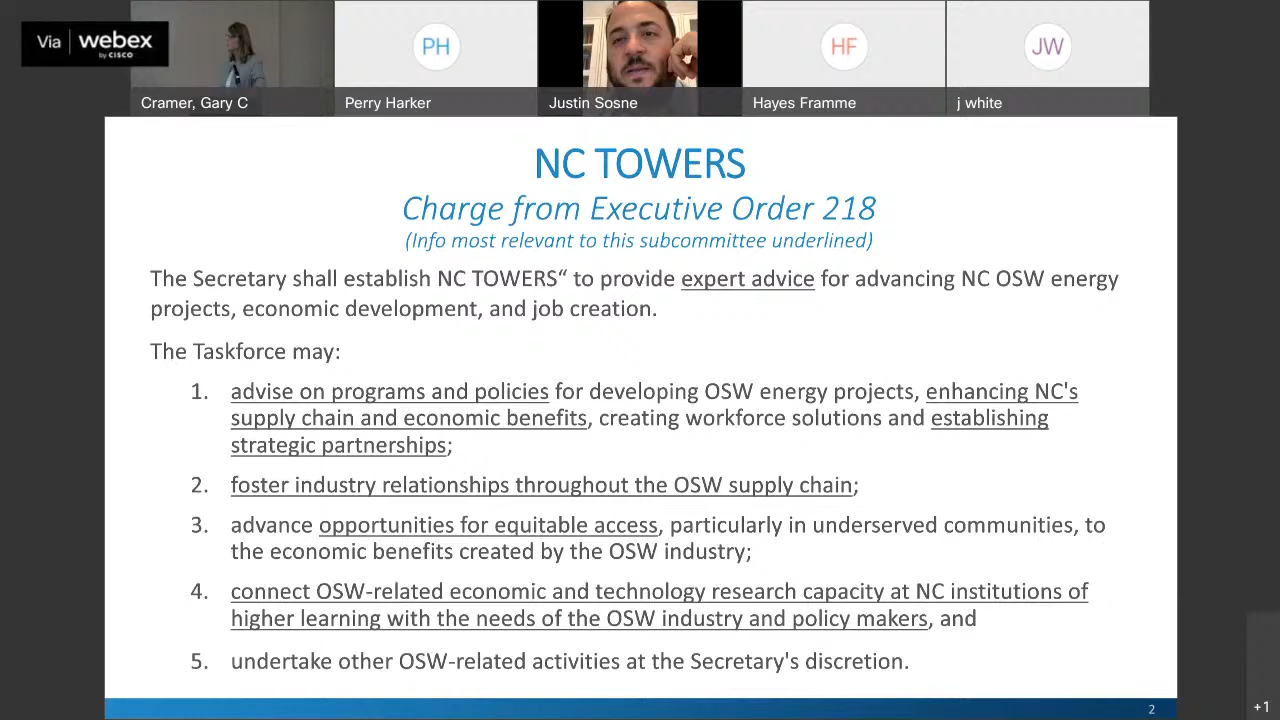 Via webex
by CISCO
PH
HF
JW
Cramer, Gary C
Perry Harker
Justin Sosne
Hayes Framme
j white
NC TOWERS
Charge from Executive Order 218
(Info most relevant to this subcommittee underlined)
The Secretary shall establish NC TOWERS“ to provide expert advice for advancing NC OSW energy
projects, economic development, and job creation.
The Taskforce may:
1. advise on programs and policies for developing OSW energy projects, enhancing NC's
supply chain and economic benefits, creating workforce solutions and establishing
strategic partnerships;
2. foster industry relationships throughout the OSW supply chain;
3. advance opportunities for equitable access, particularly in underserved communities, to
the economic benefits created by the OSW industry;
4. connect OSW-related economic and technology research capacity at NC institutions of
higher learning with the needs of the OSW industry and policy makers, and
5. undertake other OSW-related activities at the Secretary's discretion.
2
+1